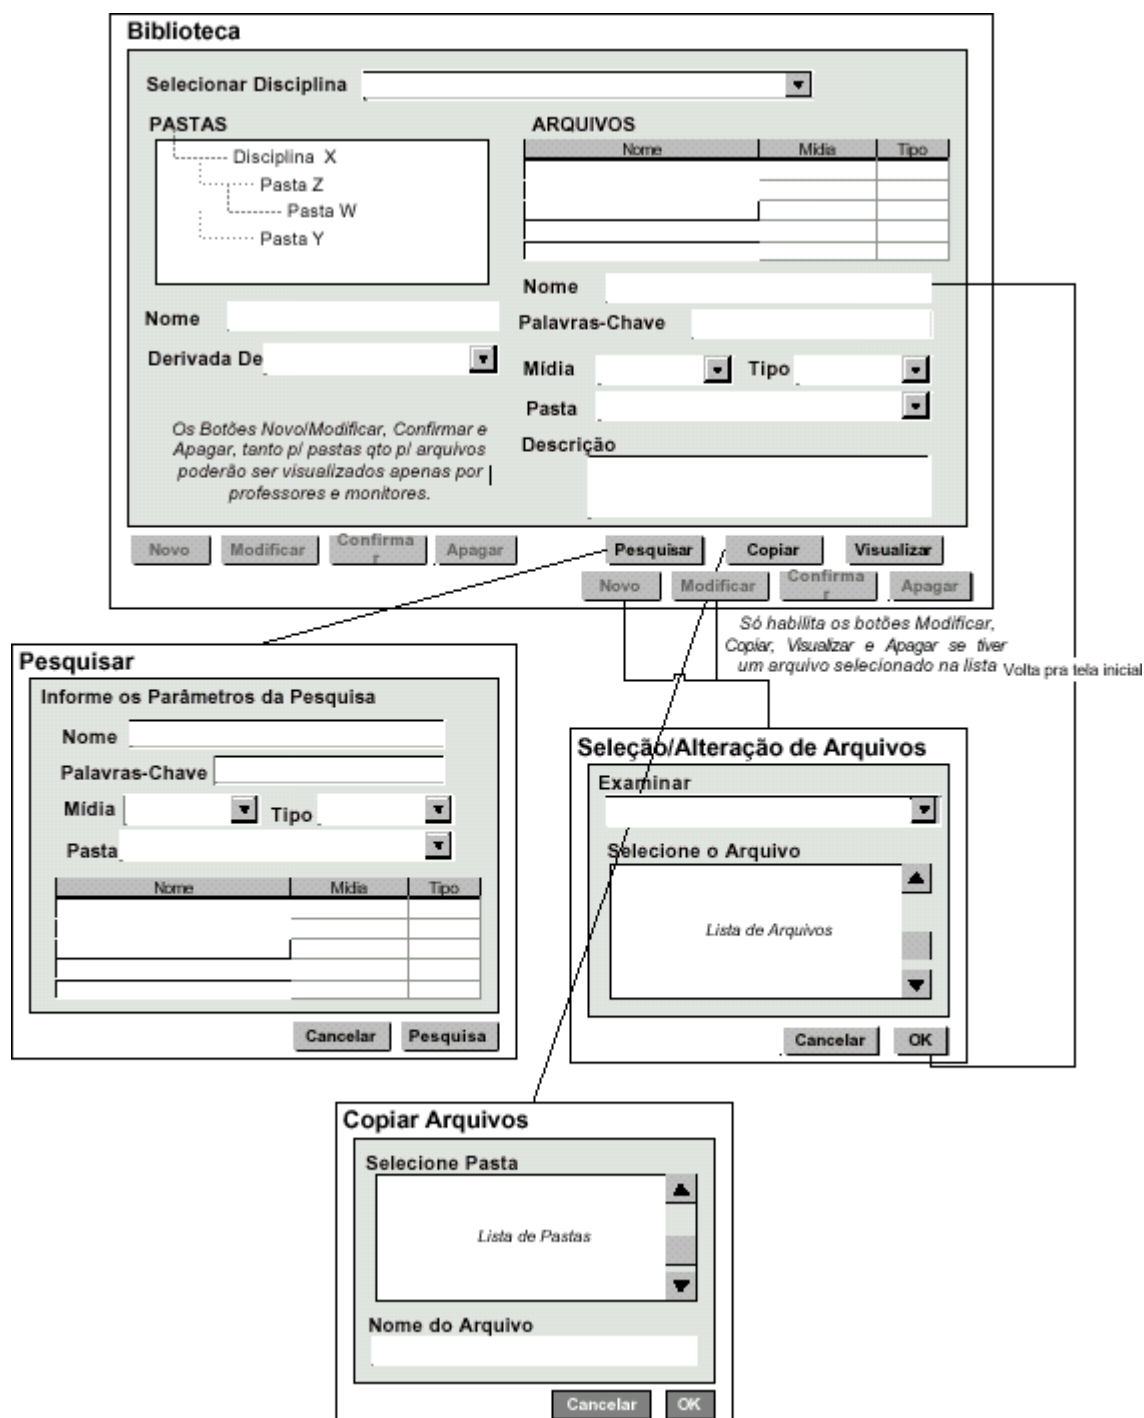 Biblioteca
Selecionar Disciplina
PASTAS
Disciplina X
Pasta Z
Pasta W
Pasta Y
Nome
Derivada De
Os Botões Novo/Modificar, Confirmar e
Apagar, tanto p/ pastas qto p/ arquivos
poderão ser visualizados apenas por
professores e monitores.
ARQUIVOS
Nome Mídia Tipo
Nome
Palavras-Chave
Mídia Tipo
Pasta
Descrição
Novo Modificar Confirma
r Apagar
Pesquisar Copiar Visualizar
Novo Modificar Confirma
r Apagar
Só habilita os botões Modificar,
Copiar, Visualizar e Apagar se tiver
um arquivo selecionado na lista
Volta pra tela inicial
Pesquisar
Informe os Parâmetros da Pesquisa
Nome
Palavras-Chave
Mídia Tipo
Pasta
Nome Mídia Tipo
Cancelar Pesquisa
Seleção/Alteração de Arquivos
Examinar
Selecione o Arquivo
Lista de Arquivos
Cancelar OK
Copiar Arquivos
Selecione Pasta
Lista de Pastas
Nome do Arquivo
Cancelar OK